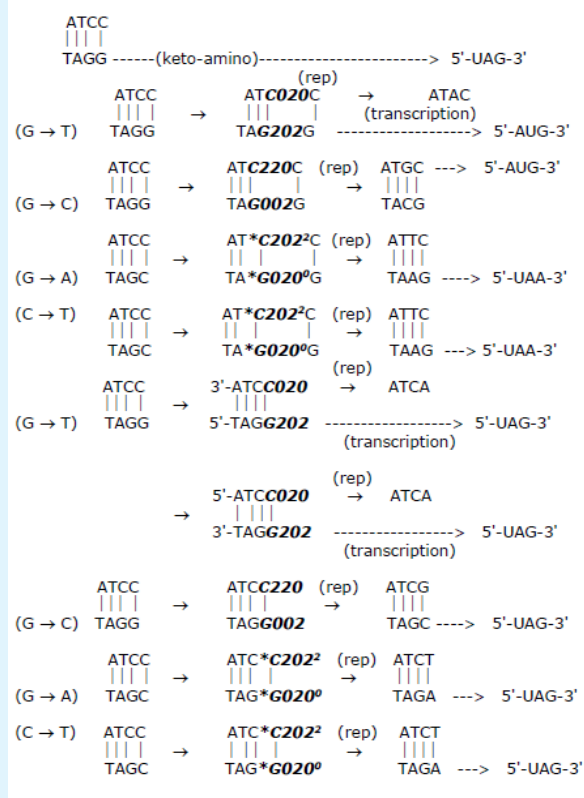 ATCC
TAGG ------(keto-amino)------------------------> 5'-UAG-3'
(rep)
ATCC → ATC020C → ATAC
(transcription)
(G → T) TAGG TAG202G -------------------> 5'-AUG-3'
ATCC → ATC220C (rep) → ATGC ---> 5'-AUG-3'
(G → C) TAGG TAG002G TACG
ATCC → AT*C202²C (rep) → ATTC
(G → A) TAGC TA*G020⁰G TAAG ----> 5'-UAA-3'
(C → T) ATCC → AT*C202²C (rep) → ATTC
TAGC TA*G020⁰G TAAG ---> 5'-UAA-3'
(rep)
ATCC → 3'-ATCC020 → ATCA
(G → T) TAGG 5'-TAGG202 ------------------> 5'-UAG-3'
(transcription)
(rep)
→ 5'-ATCC020 → ATCA
3'-TAGG202 -----------------> 5'-UAG-3'
(transcription)
ATCC → ATCC220 (rep) → ATCG
(G → C) TAGG TAGG002 TAGC ----> 5'-UAG-3'
ATCC → ATC*C202² (rep) → ATCT
(G → A) TAGC TAG*G020⁰ TAGA ---> 5'-UAG-3'
(C → T) ATCC → ATC*C202² (rep) → ATCT
TAGC TAG*G020⁰ TAGA ---> 5'-UAG-3'